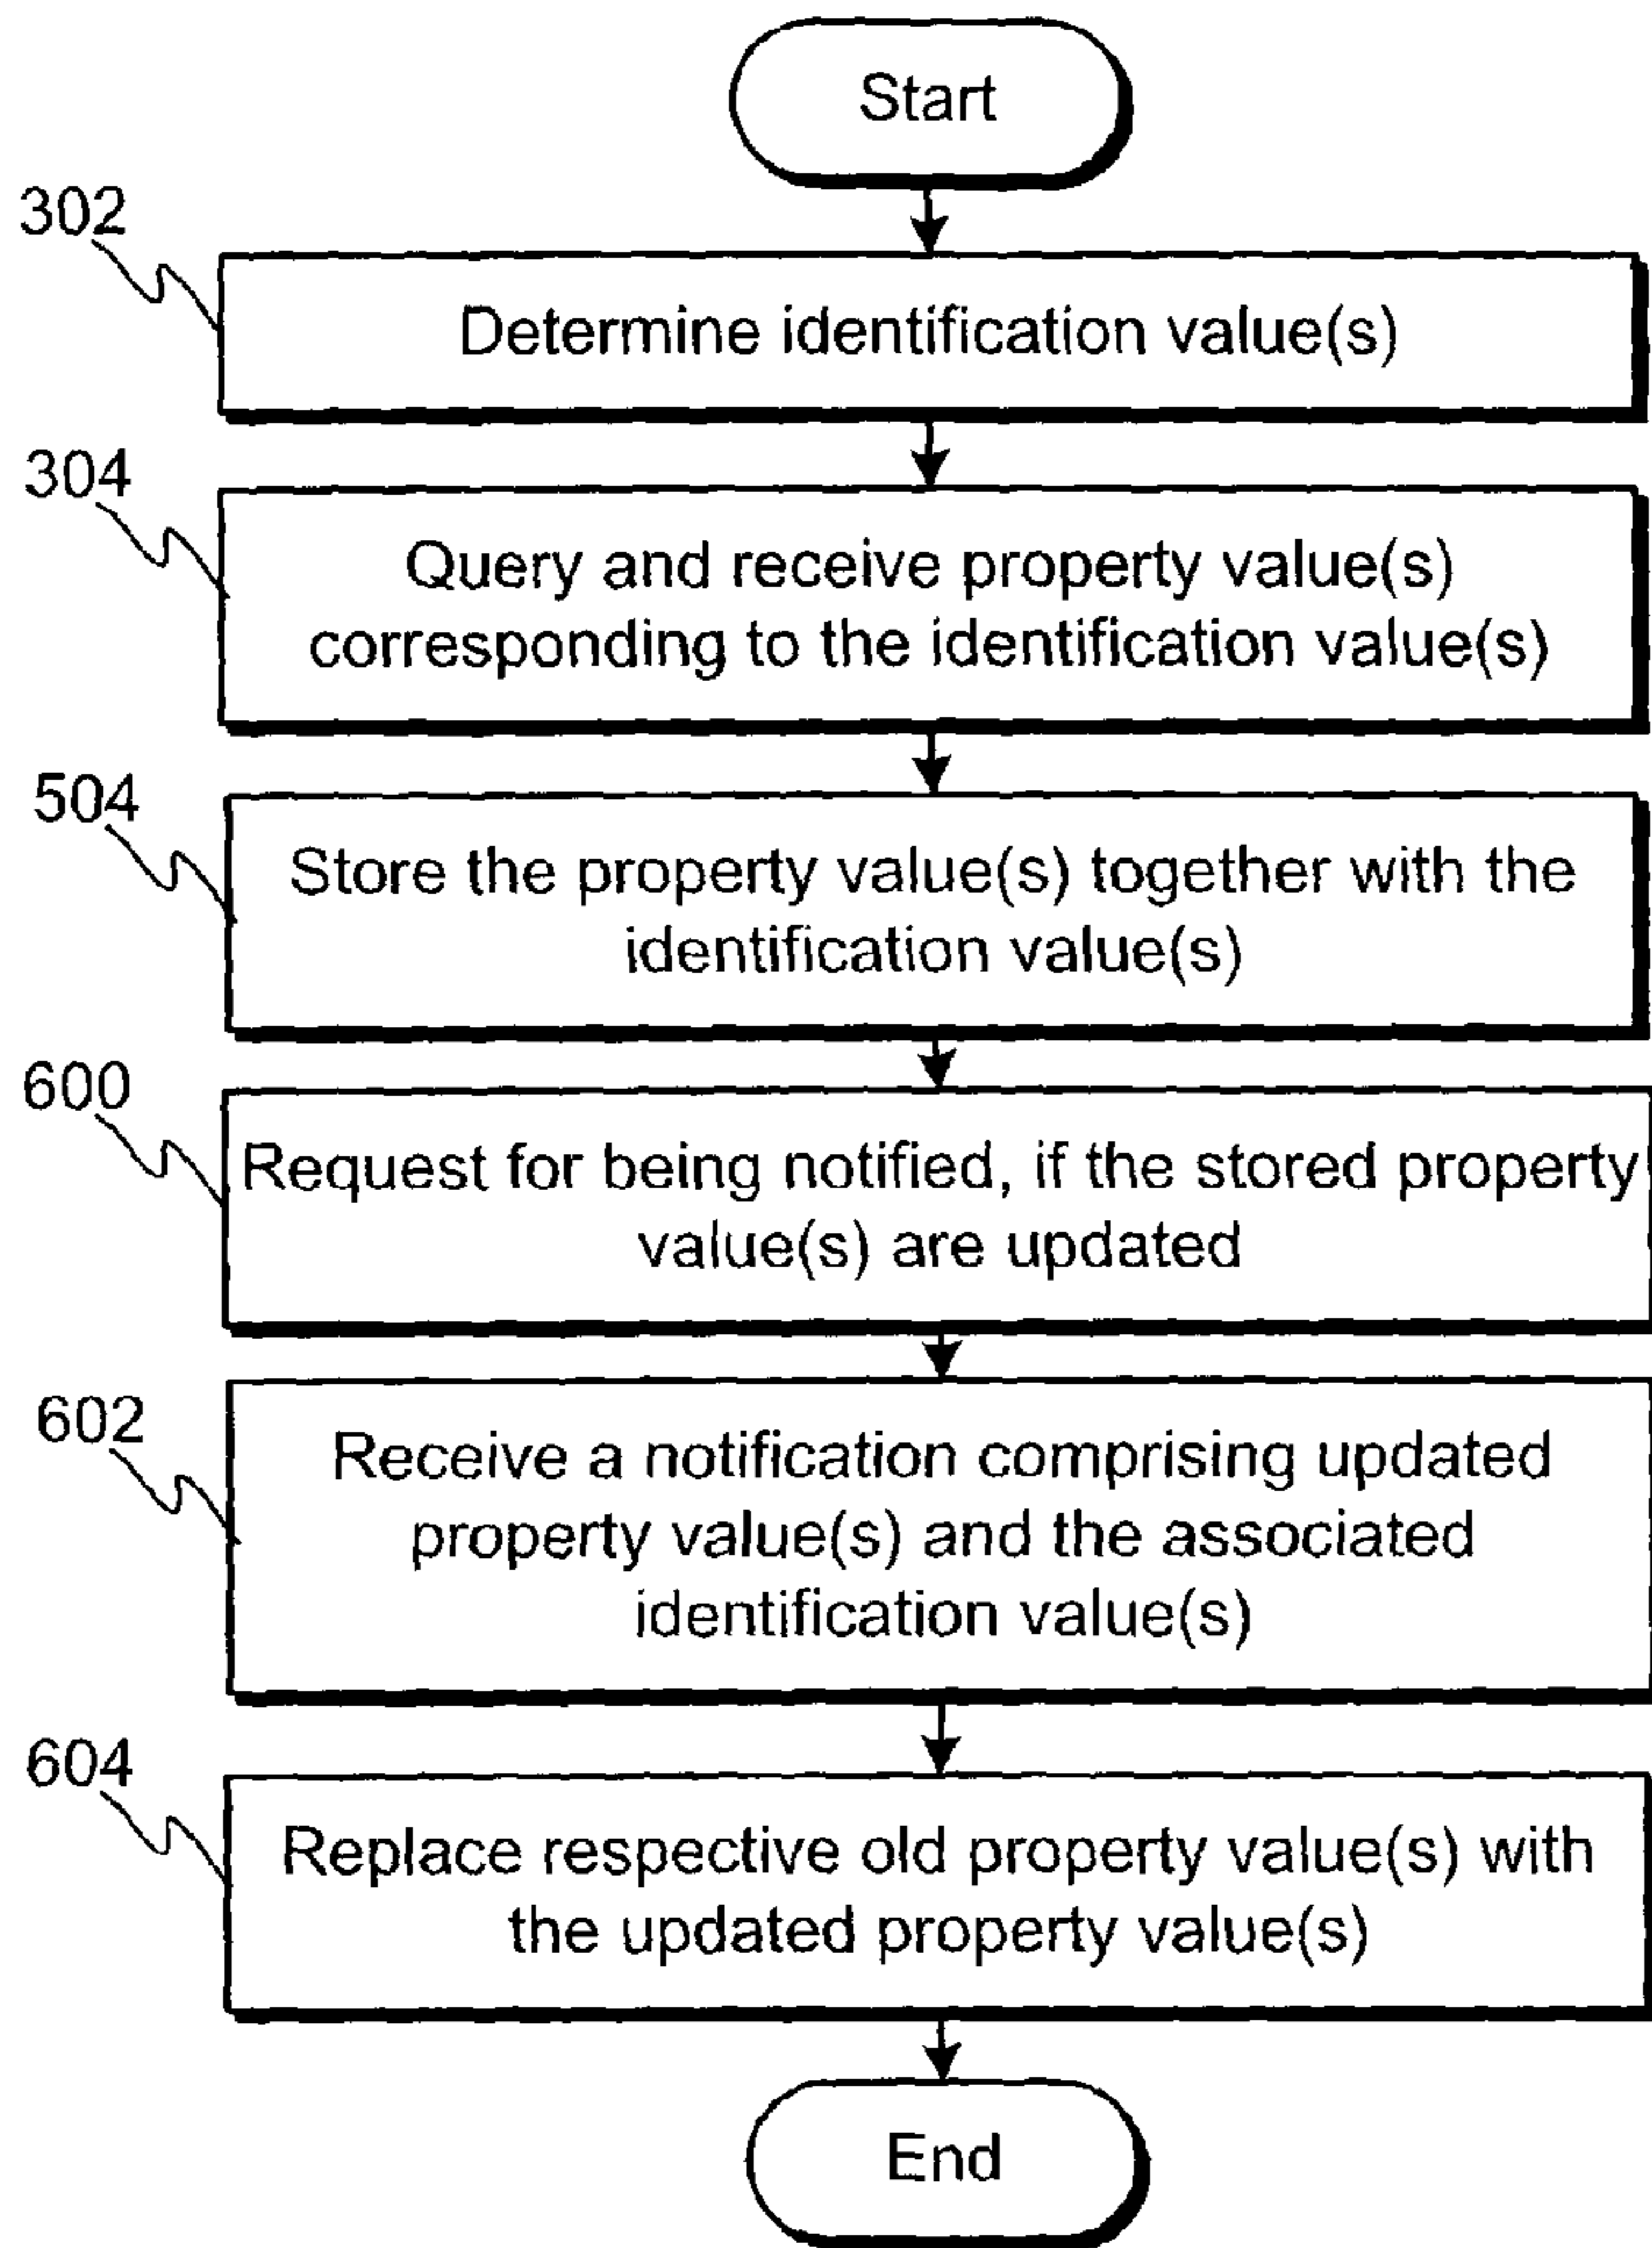 Start
302
Determine identification value(s)
304
Query and receive property value(s)
corresponding to the identification value(s)
504
Store the property value(s) together with the
identification value(s)
600
Request for being notified, if the stored property
value(s) are updated
602
Receive a notification comprising updated
property value(s) and the associated
identification value(s)
604
Replace respective old property value(s) with
the updated property value(s)
End